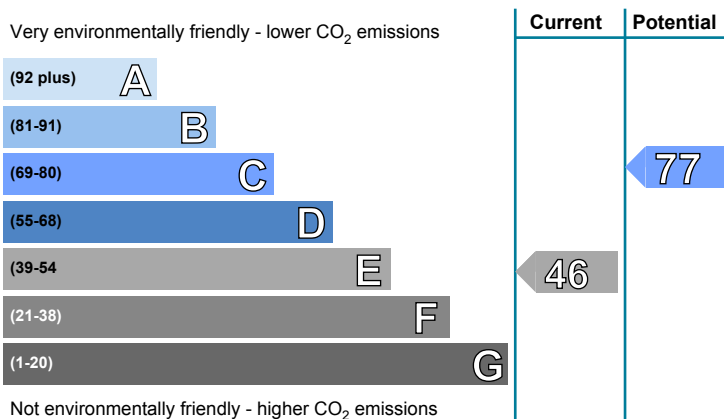 Current Potential
Very environmentally friendly - lower CO2 emissions
(92 plus) A
(81-91) B
(69-80) C
77
(55-68) D
(39-54 E
46
(21-38) F
(1-20) G
Not environmentally friendly - higher CO2 emissions